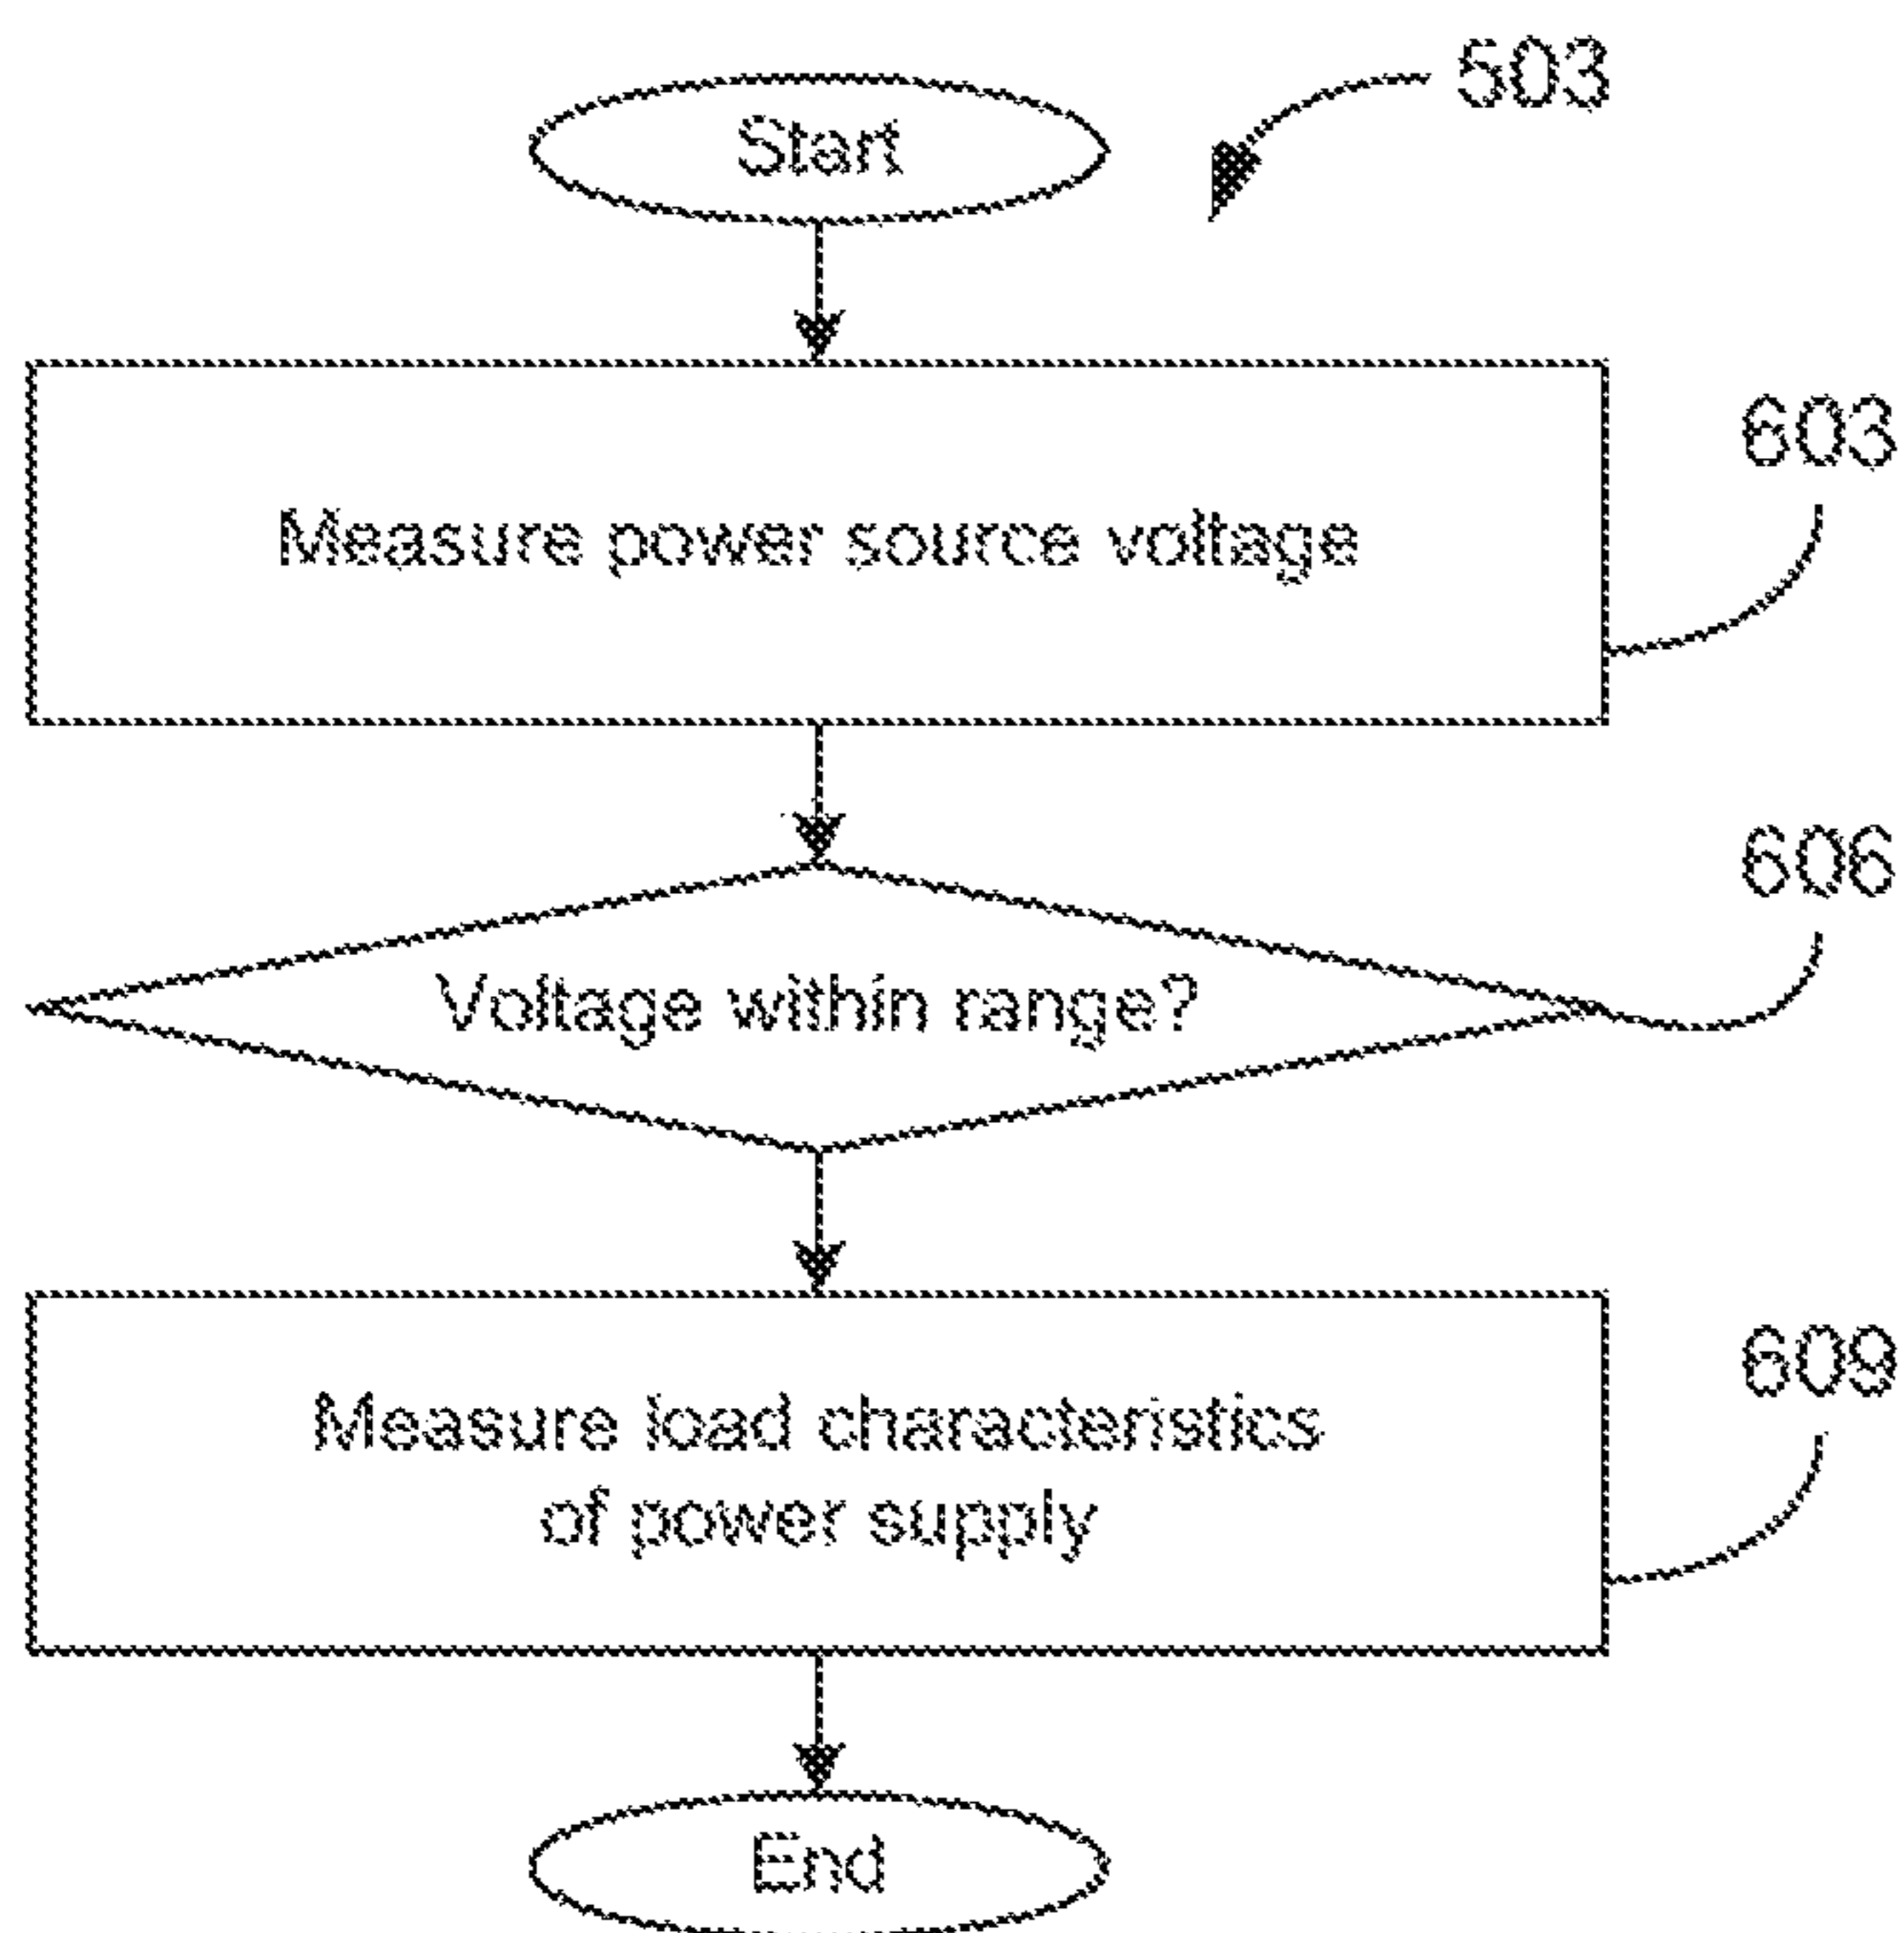 503
Start
603
Measure power source voltage
606
Voltage within range?
609
Measure load characteristics
of power supply
End